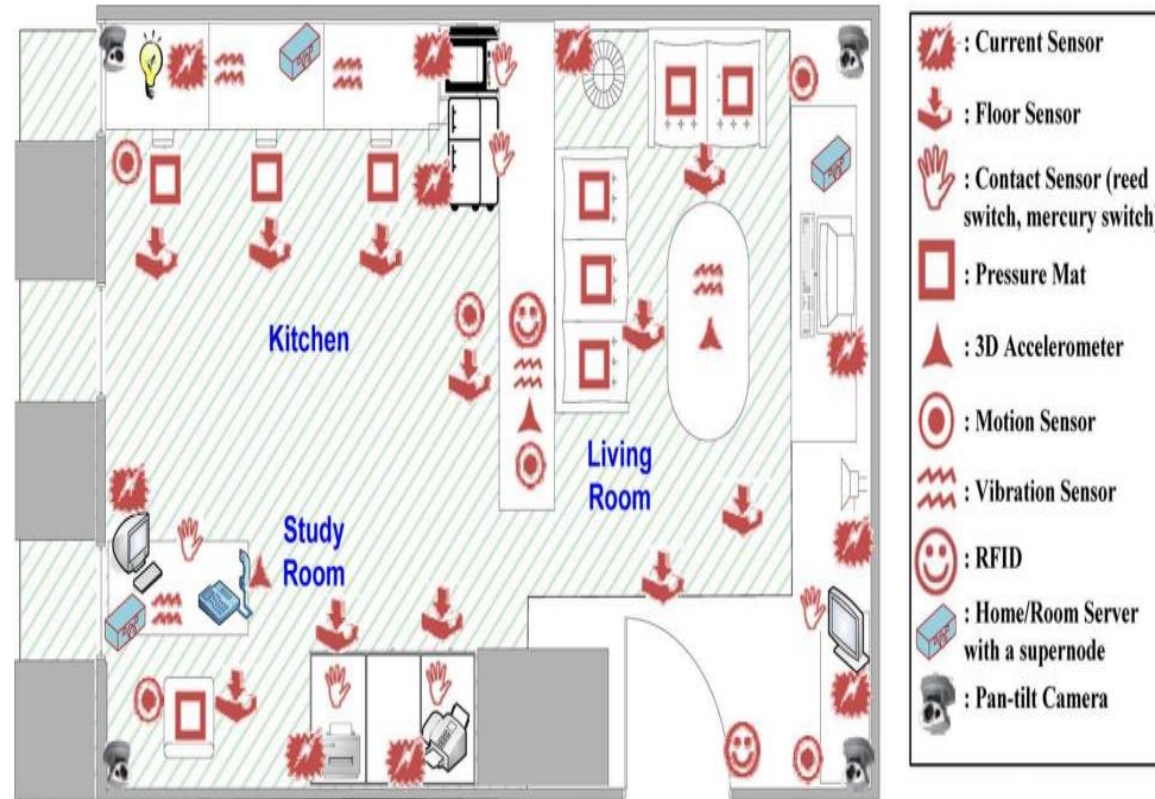 Kitchen
Living
Room
Study
Room
: Current Sensor
: Floor Sensor
: Contact Sensor (reed
switch, mercury switch)
: Pressure Mat
: 3D Accelerometer
: Motion Sensor
: Vibration Sensor
: RFID
: Home/Room Server
with a supernode
: Pan-tilt Camera